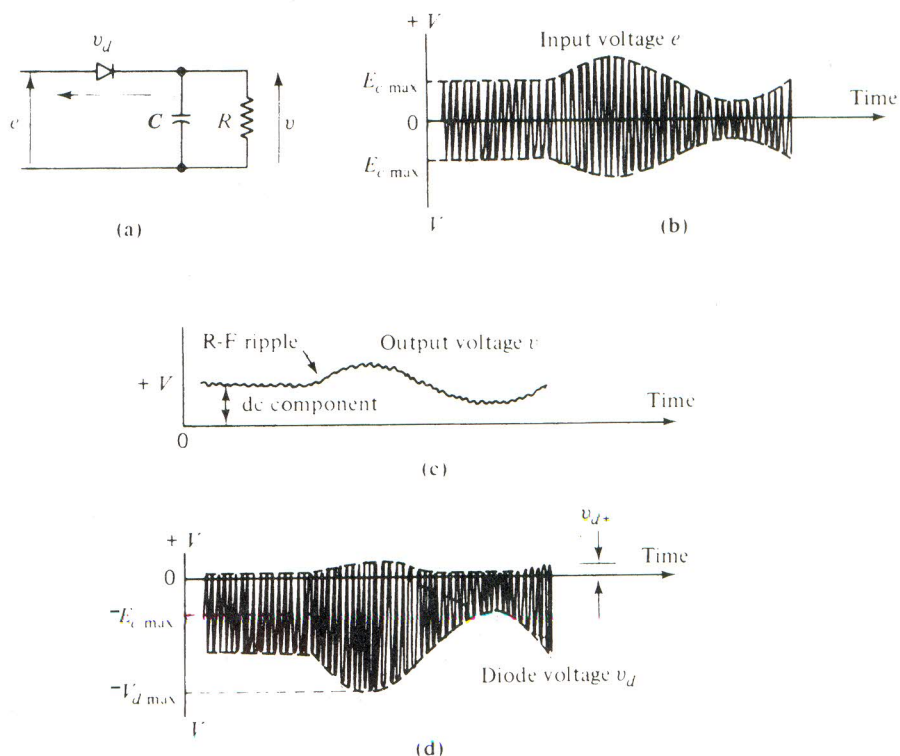 v_d
e
C
R
v
(a)
+ V
Input voltage e
E_c max
0
E_c max
Time
V
(b)
R-F ripple
Output voltage v
+ V
dc component
Time
0
(c)
+ V
v_d+
0
Time
-E_c max
Diode voltage v_d
-V_d max
V
(d)